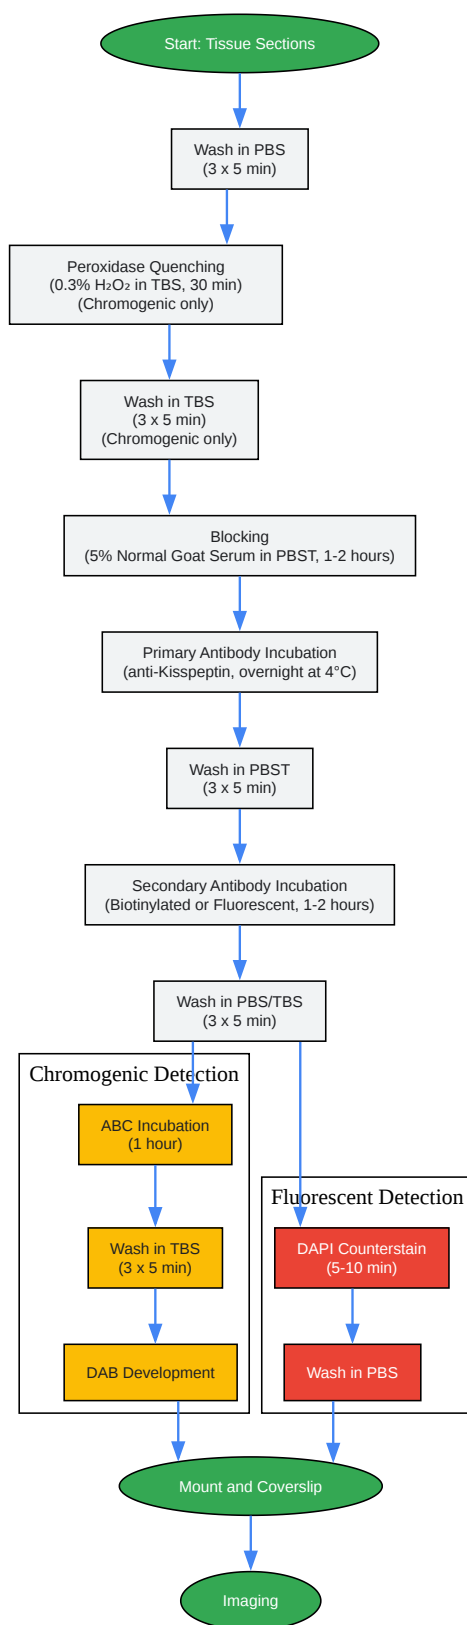 Start: Tissue Sections
Wash in PBS
(3 x 5 min)
Peroxidase Quenching
(0.3% H₂O₂ in TBS, 30 min)
(Chromogenic only)
Wash in TBS
(3 x 5 min)
(Chromogenic only)
Blocking
(5% Normal Goat Serum in PBST, 1-2 hours)
Primary Antibody Incubation
(anti-Kisspeptin, overnight at 4°C)
Wash in PBST
(3 x 5 min)
Secondary Antibody Incubation
(Biotinylated or Fluorescent, 1-2 hours)
Wash in PBS/TBS
(3 x 5 min)
Chromogenic Detection
ABC Incubation
(1 hour)
Wash in TBS
(3 x 5 min)
DAB Development
Fluorescent Detection
DAPI Counterstain
(5-10 min)
Wash in PBS
Mount and Coverslip
Imaging